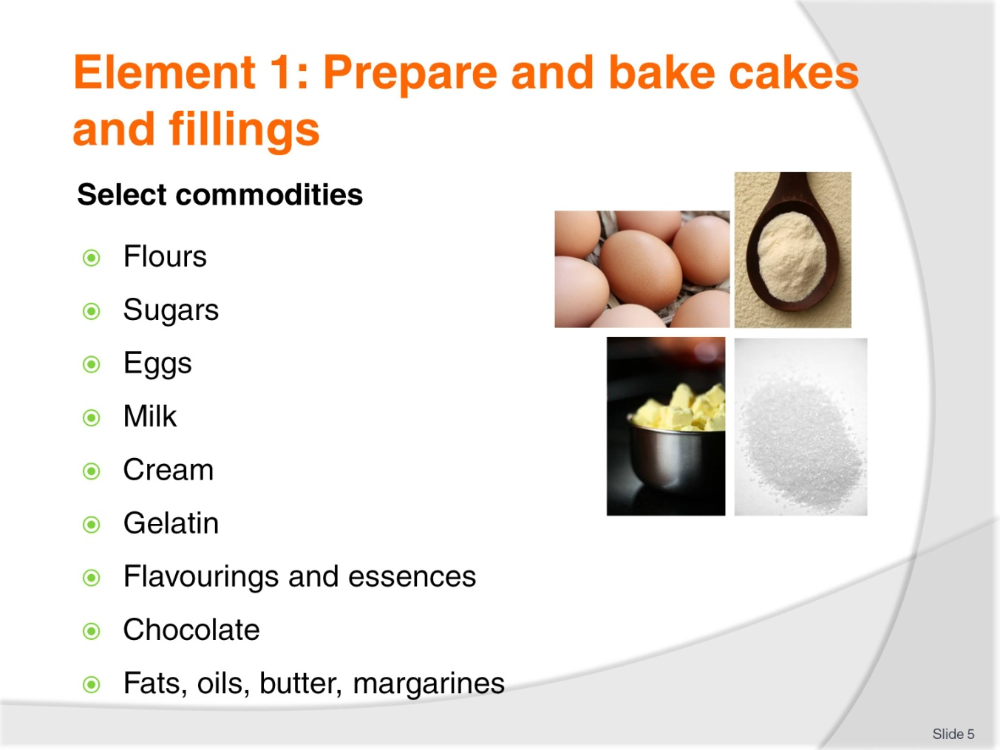 Element 1: Prepare and bake cakes
and fillings
Select commodities
Flours
Sugars
Eggs
Milk
Cream
Gelatin
Flavourings and essences
Chocolate
Fats, oils, butter, margarines
Slide 5